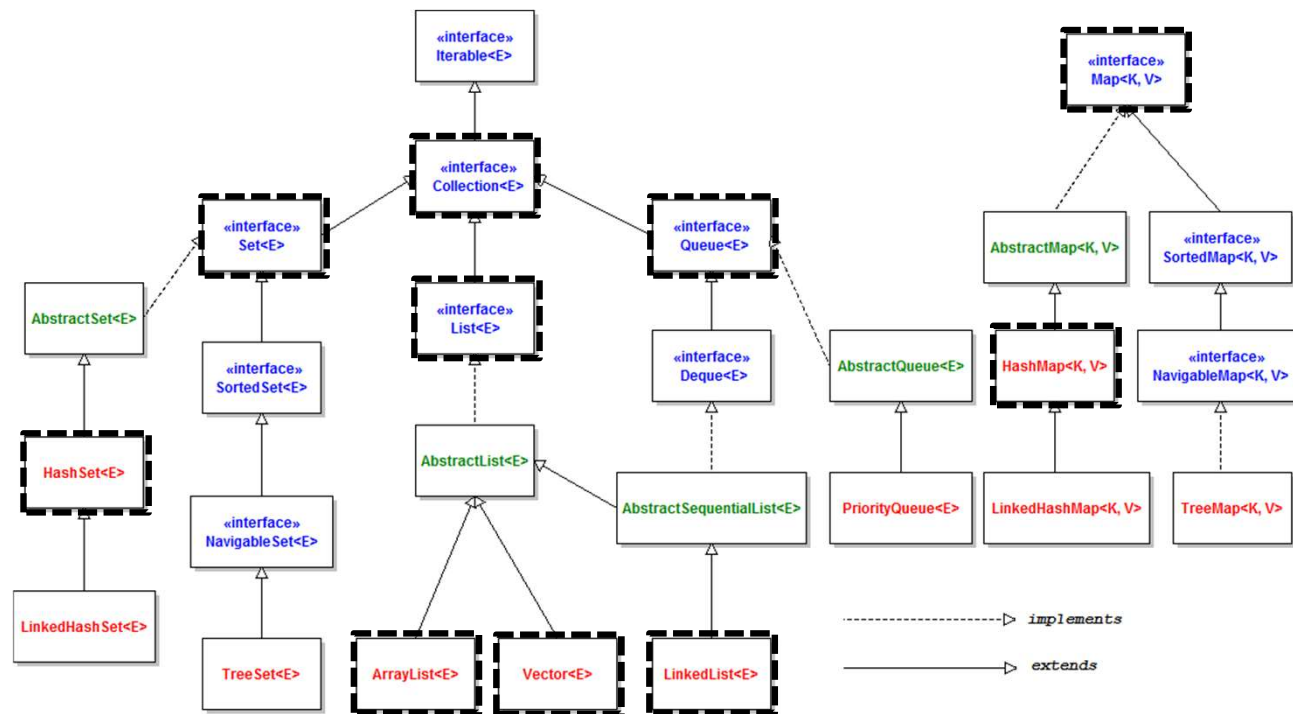 «interface»
Iterable<E>
«interface»
Map<K, V>
«interface»
Collection<E>
«interface»
Set<E>
«interface»
Queue<E>
AbstractMap<K, V>
«interface»
SortedMap<K, V>
AbstractSet<E>
«interface»
List<E>
«interface»
SortedSet<E>
«interface»
Deque<E>
AbstractQueue<E>
HashMap<K, V>
«interface»
NavigableMap<K, V>
HashSet<E>
AbstractList<E>
«interface»
NavigableSet<E>
AbstractSequentialList<E>
PriorityQueue<E>
LinkedHashMap<K, V>
TreeMap<K, V>
LinkedHashSet<E>
TreeSet<E>
ArrayList<E>
Vector<E>
LinkedList<E>
implements
extends